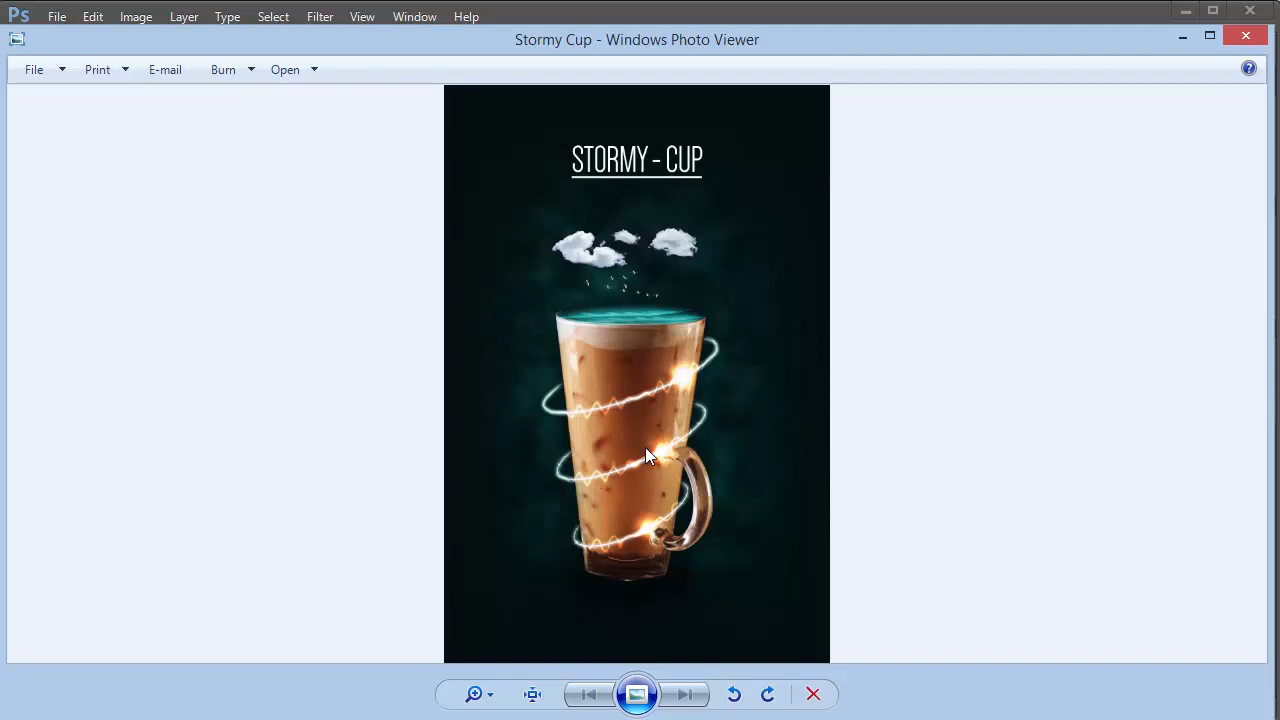 Ps File Edit Image Layer Type Select Filter View Window Help
Stormy Cup - Windows Photo Viewer
File Print E-mail Burn Open
STORMY - CUP